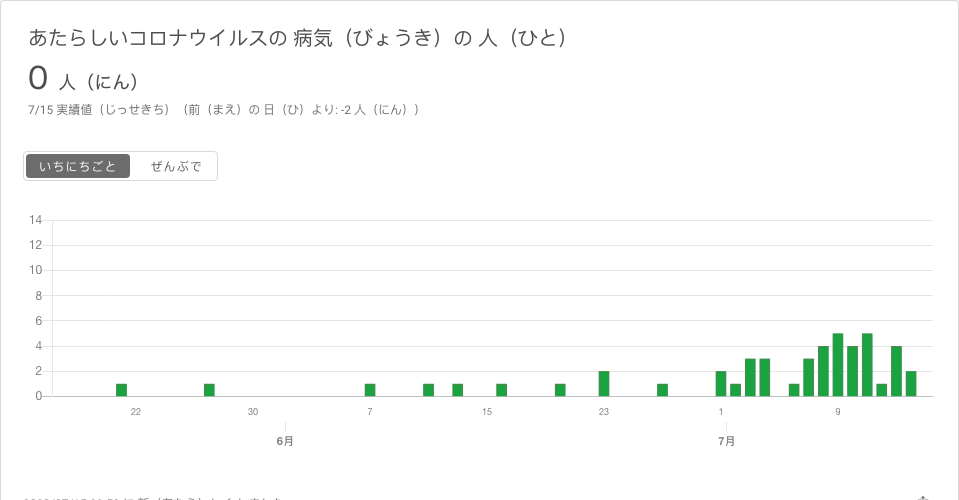 あたらしいコロナウイルスの 病気（びょうき）の 人（ひと）
0 人（にん）
7/15 実績値（じっせきち）（前（まえ）の 日（ひ）より: -2 人（にん））
いちにちごと ぜんぶで
14
12
10
8
6
4
2
0
22 30 7 15 23 1 9
6月 7月